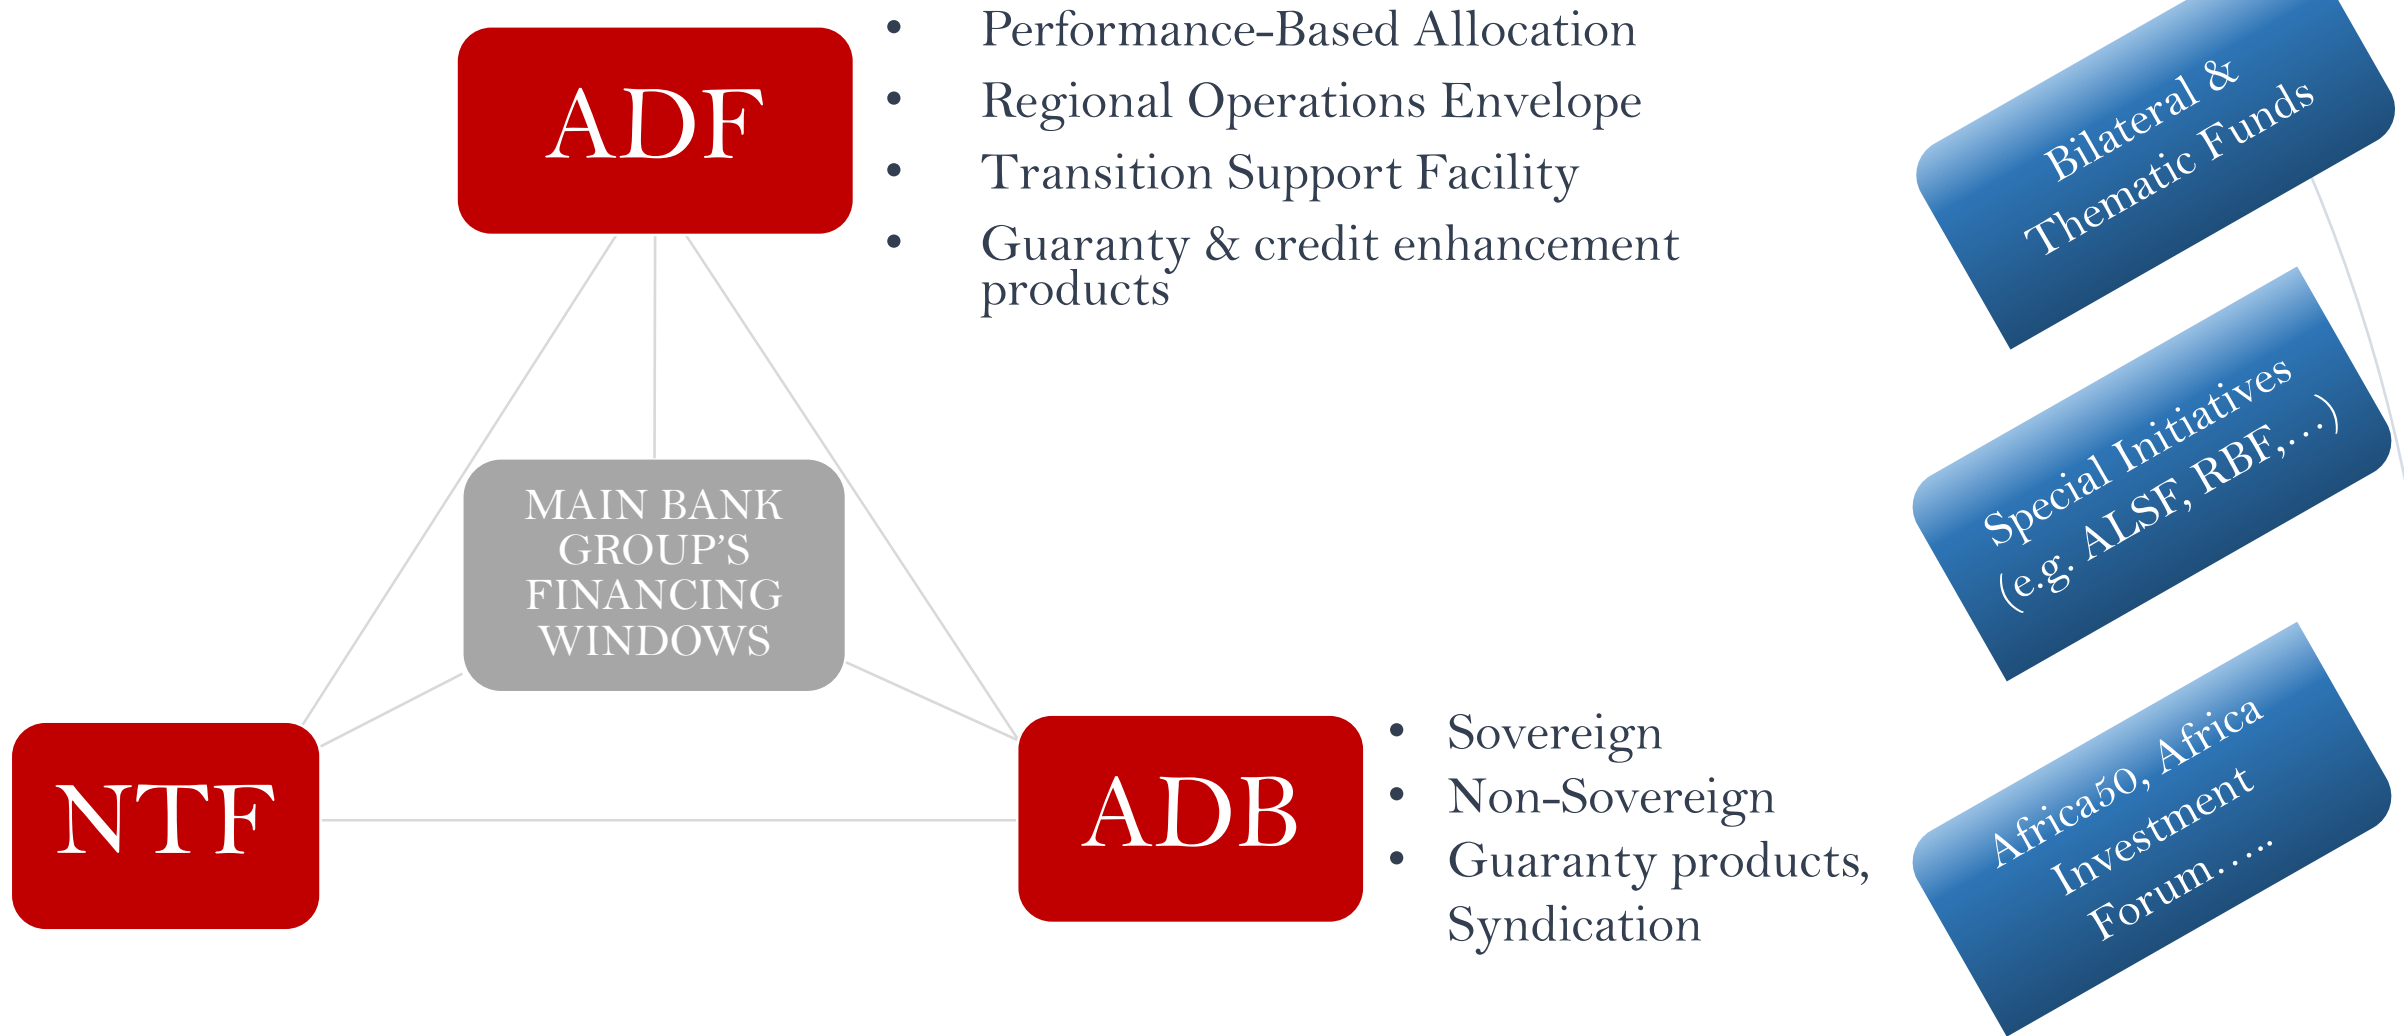 ADF
• Performance-Based Allocation
• Regional Operations Envelope
• Transition Support Facility
• Guaranty & credit enhancement
products
MAIN BANK
GROUP’S
FINANCING
WINDOWS
NTF
ADB
• Sovereign
• Non-Sovereign
• Guaranty products,
Syndication
Bilateral &
Thematic Funds
Special Initiatives
(e.g. ALSF, RBF,…)
Africa50, Africa
Investment
Forum…..